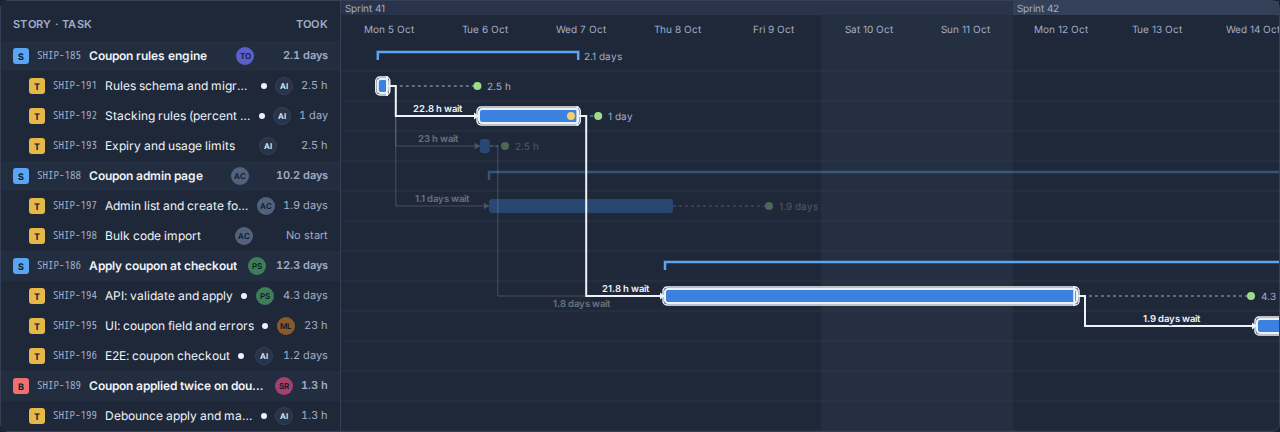 Sprint 41 Sprint 42
STORY · TASK TOOK Mon 5 Oct Tue 6 Oct Wed 7 Oct Thu 8 Oct Fri 9 Oct Sat 10 Oct Sun 11 Oct Mon 12 Oct Tue 13 Oct Wed 14 Oct
S SHIP-185 Coupon rules engine TO 2.1 days 2.1 days
T SHIP-191 Rules schema and migr... AI 2.5 h 2.5 h
T SHIP-192 Stacking rules (percent ... AI 1 day 22.8 h wait 1 day
T SHIP-193 Expiry and usage limits AI 2.5 h 23 h wait 2.5 h
S SHIP-188 Coupon admin page AC 10.2 days
T SHIP-197 Admin list and create fo... AC 1.9 days 1.1 days wait 1.9 days
T SHIP-198 Bulk code import AC No start
S SHIP-186 Apply coupon at checkout PS 12.3 days
T SHIP-194 API: validate and apply PS 4.3 days 21.8 h wait 4.3
1.8 days wait
T SHIP-195 UI: coupon field and errors ML 23 h 1.9 days wait
T SHIP-196 E2E: coupon checkout AI 1.2 days
B SHIP-189 Coupon applied twice on dou... SR 1.3 h
T SHIP-199 Debounce apply and ma... AI 1.3 h